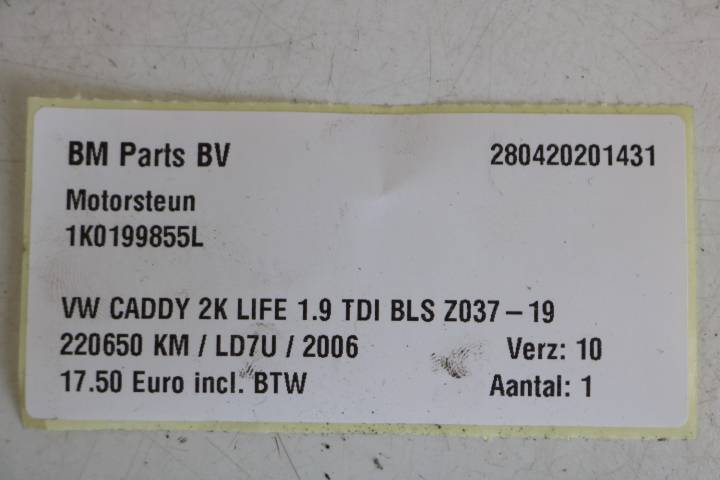 BM Parts BV 280420201431
Motorsteun
1K0199855L
VW CADDY 2K LIFE 1.9 TDI BLS Z037-19
220650 KM / LD7U / 2006 Verz: 10
17.50 Euro incl. BTW Aantal: 1